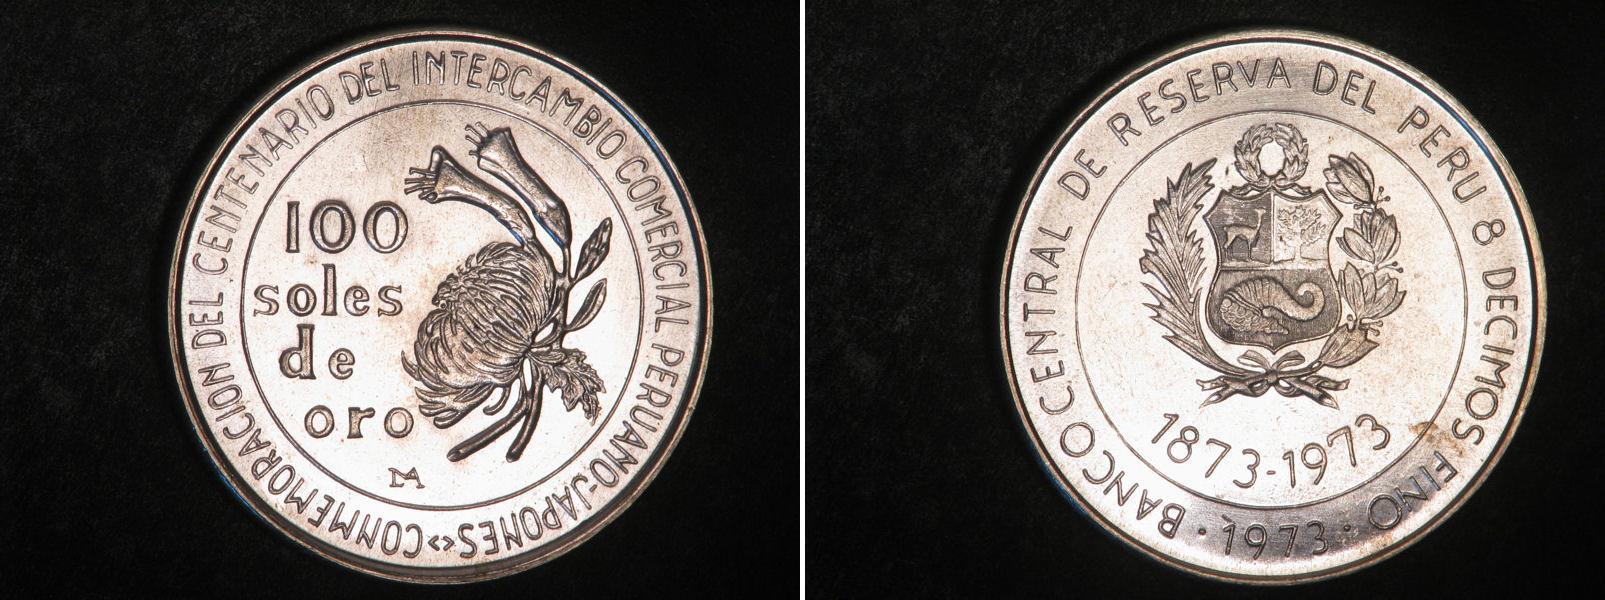 CONMEMORACION DEL CENTENARIO DEL INTERCAMBIO COMERCIAL PERUANO-JAPONES
100
soles
de
oro
MA
BANCO CENTRAL DE RESERVA DEL PERU 8 DECIMOS FINO
1873-1973
· 1973 ·